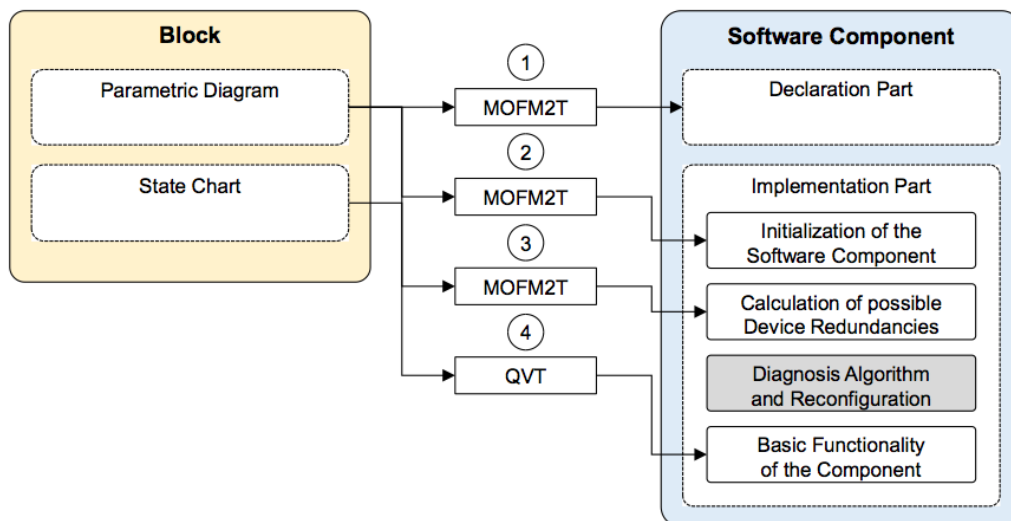 Block
Parametric Diagram
State Chart
1
MOFM2T
2
MOFM2T
3
MOFM2T
4
QVT
Software Component
Declaration Part
Implementation Part
Initialization of the
Software Component
Calculation of possible
Device Redundancies
Diagnosis Algorithm
and Reconfiguration
Basic Functionality
of the Component